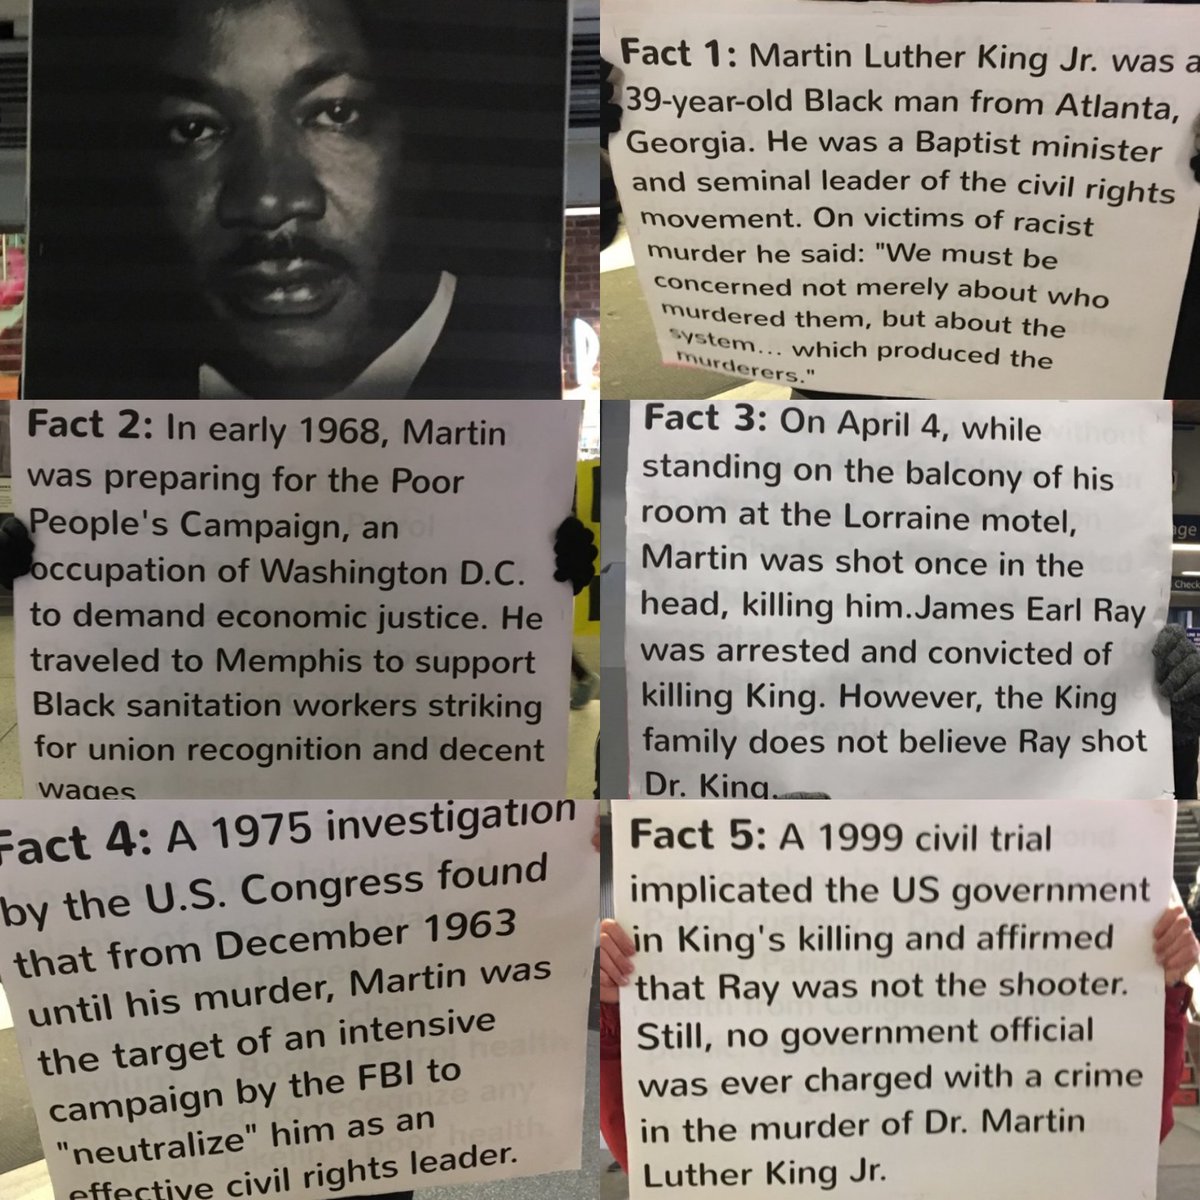 Fact 1: Martin Luther King Jr. was a
39-year-old Black man from Atlanta,
Georgia. He was a Baptist minister
and seminal leader of the civil rights
movement. On victims of racist
murder he said: "We must be
concerned not merely about who
murdered them, but about the
system... which produced the
murderers."
Fact 2: In early 1968, Martin
was preparing for the Poor
People's Campaign, an
occupation of Washington D.C.
to demand economic justice. He
traveled to Memphis to support
Black sanitation workers striking
for union recognition and decent
wages
Fact 3: On April 4, while
standing on the balcony of his
room at the Lorraine motel,
Martin was shot once in the
head, killing him.James Earl Ray
was arrested and convicted of
killing King. However, the King
family does not believe Ray shot
Dr. King.
Check
Fact 4: A 1975 investigation
by the U.S. Congress found
that from December 1963
until his murder, Martin was
the target of an intensive
campaign by the FBI to
"neutralize" him as an
effective civil rights leader.
Fact 5: A 1999 civil trial
implicated the US government
in King's killing and affirmed
that Ray was not the shooter.
Still, no government official
was ever charged with a crime
in the murder of Dr. Martin
Luther King Jr.